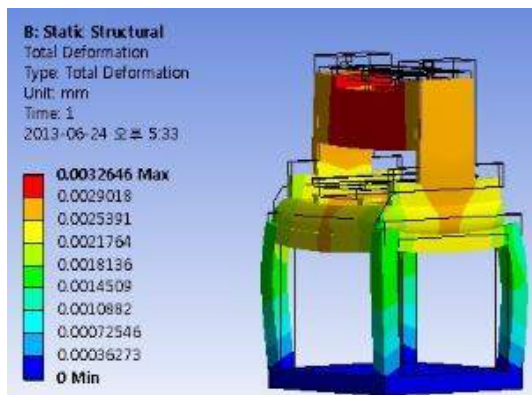 B: Static Structural
Total Deformation
Type: Total Deformation
Unit: mm
Time: 1
2013-06-24 오후 5:33
0.0032646 Max
0.0029018
0.0025391
0.0021764
0.0018136
0.0014509
0.0010882
0.00072546
0.00036273
0 Min